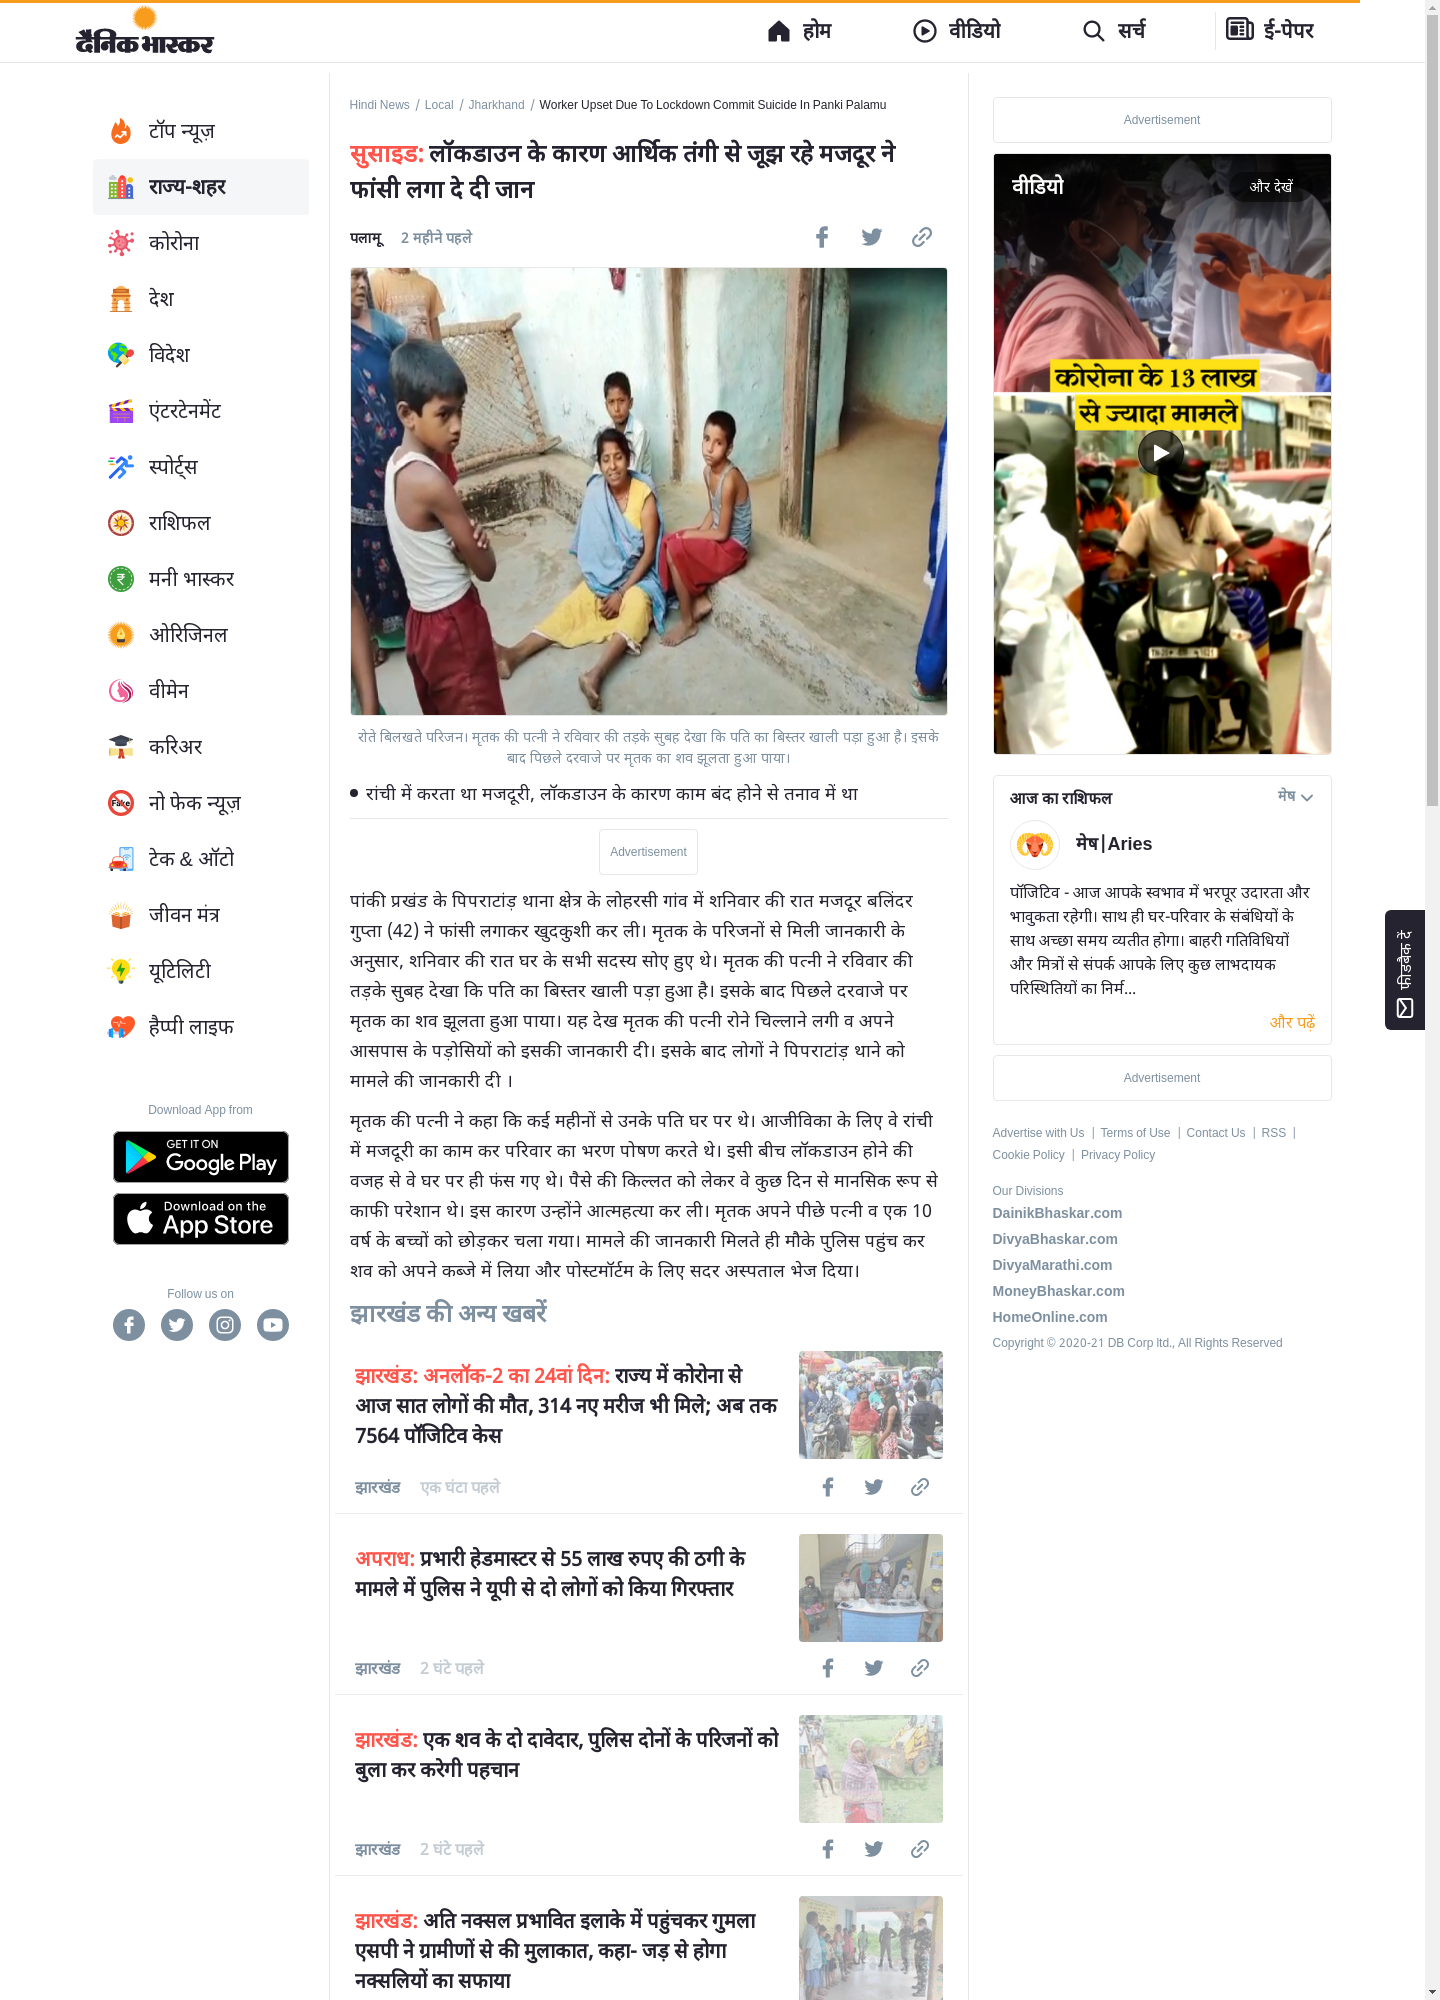 दैनिक भास्कर
होम
वीडियो
सर्च
ई-पेपर
टॉप न्यूज़
राज्य-शहर
कोरोना
देश
विदेश
एंटरटेनमेंट
स्पोर्ट्स
राशिफल
मनी भास्कर
ओरिजिनल
वीमेन
करिअर
नो फेक न्यूज़
टेक & ऑटो
जीवन मंत्र
यूटिलिटी
हैप्पी लाइफ
Download App from
GET IT ON
Google Play
Download on the
App Store
Follow us on
Hindi News / Local / Jharkhand / Worker Upset Due To Lockdown Commit Suicide In Panki Palamu
सुसाइड: लॉकडाउन के कारण आर्थिक तंगी से जूझ रहे मजदूर ने
फांसी लगा दे दी जान
पलामू 2 महीने पहले
रोते बिलखते परिजन। मृतक की पत्नी ने रविवार की तड़के सुबह देखा कि पति का बिस्तर खाली पड़ा हुआ है। इसके
बाद पिछले दरवाजे पर मृतक का शव झूलता हुआ पाया।
रांची में करता था मजदूरी, लॉकडाउन के कारण काम बंद होने से तनाव में था
Advertisement
पांकी प्रखंड के पिपराटांड़ थाना क्षेत्र के लोहरसी गांव में शनिवार की रात मजदूर बलिंदर
गुप्ता (42) ने फांसी लगाकर खुदकुशी कर ली। मृतक के परिजनों से मिली जानकारी के
अनुसार, शनिवार की रात घर के सभी सदस्य सोए हुए थे। मृतक की पत्नी ने रविवार की
तड़के सुबह देखा कि पति का बिस्तर खाली पड़ा हुआ है। इसके बाद पिछले दरवाजे पर
मृतक का शव झूलता हुआ पाया। यह देख मृतक की पत्नी रोने चिल्लाने लगी व अपने
आसपास के पड़ोसियों को इसकी जानकारी दी। इसके बाद लोगों ने पिपराटांड़ थाने को
मामले की जानकारी दी ।
मृतक की पत्नी ने कहा कि कई महीनों से उनके पति घर पर थे। आजीविका के लिए वे रांची
में मजदूरी का काम कर परिवार का भरण पोषण करते थे। इसी बीच लॉकडाउन होने की
वजह से वे घर पर ही फंस गए थे। पैसे की किल्लत को लेकर वे कुछ दिन से मानसिक रूप से
काफी परेशान थे। इस कारण उन्होंने आत्महत्या कर ली। मृतक अपने पीछे पत्नी व एक 10
वर्ष के बच्चों को छोड़कर चला गया। मामले की जानकारी मिलते ही मौके पुलिस पहुंच कर
शव को अपने कब्जे में लिया और पोस्टमॉर्टम के लिए सदर अस्पताल भेज दिया।
झारखंड की अन्य खबरें
झारखंड: अनलॉक-2 का 24वां दिन: राज्य में कोरोना से
आज सात लोगों की मौत, 314 नए मरीज भी मिले; अब तक
7564 पॉजिटिव केस
झारखंड एक घंटा पहले
अपराध: प्रभारी हेडमास्टर से 55 लाख रुपए की ठगी के
मामले में पुलिस ने यूपी से दो लोगों को किया गिरफ्तार
झारखंड 2 घंटे पहले
झारखंड: एक शव के दो दावेदार, पुलिस दोनों के परिजनों को
बुला कर करेगी पहचान
दैनिक भास्कर
झारखंड 2 घंटे पहले
झारखंड: अति नक्सल प्रभावित इलाके में पहुंचकर गुमला
एसपी ने ग्रामीणों से की मुलाकात, कहा- जड़ से होगा
नक्सलियों का सफाया
Advertisement
वीडियो
और देखें
कोरोना के 13 लाख
से ज्यादा मामले
आज का राशिफल
मेष
मेष|Aries
पॉजिटिव - आज आपके स्वभाव में भरपूर उदारता और
भावुकता रहेगी। साथ ही घर-परिवार के संबंधियों के
साथ अच्छा समय व्यतीत होगा। बाहरी गतिविधियों
और मित्रों से संपर्क आपके लिए कुछ लाभदायक
परिस्थितियों का निर्म...
और पढ़ें
Advertisement
Advertise with Us | Terms of Use | Contact Us | RSS |
Cookie Policy | Privacy Policy
Our Divisions
DainikBhaskar.com
DivyaBhaskar.com
DivyaMarathi.com
MoneyBhaskar.com
HomeOnline.com
Copyright © 2020-21 DB Corp ltd., All Rights Reserved
फीडबैक दें